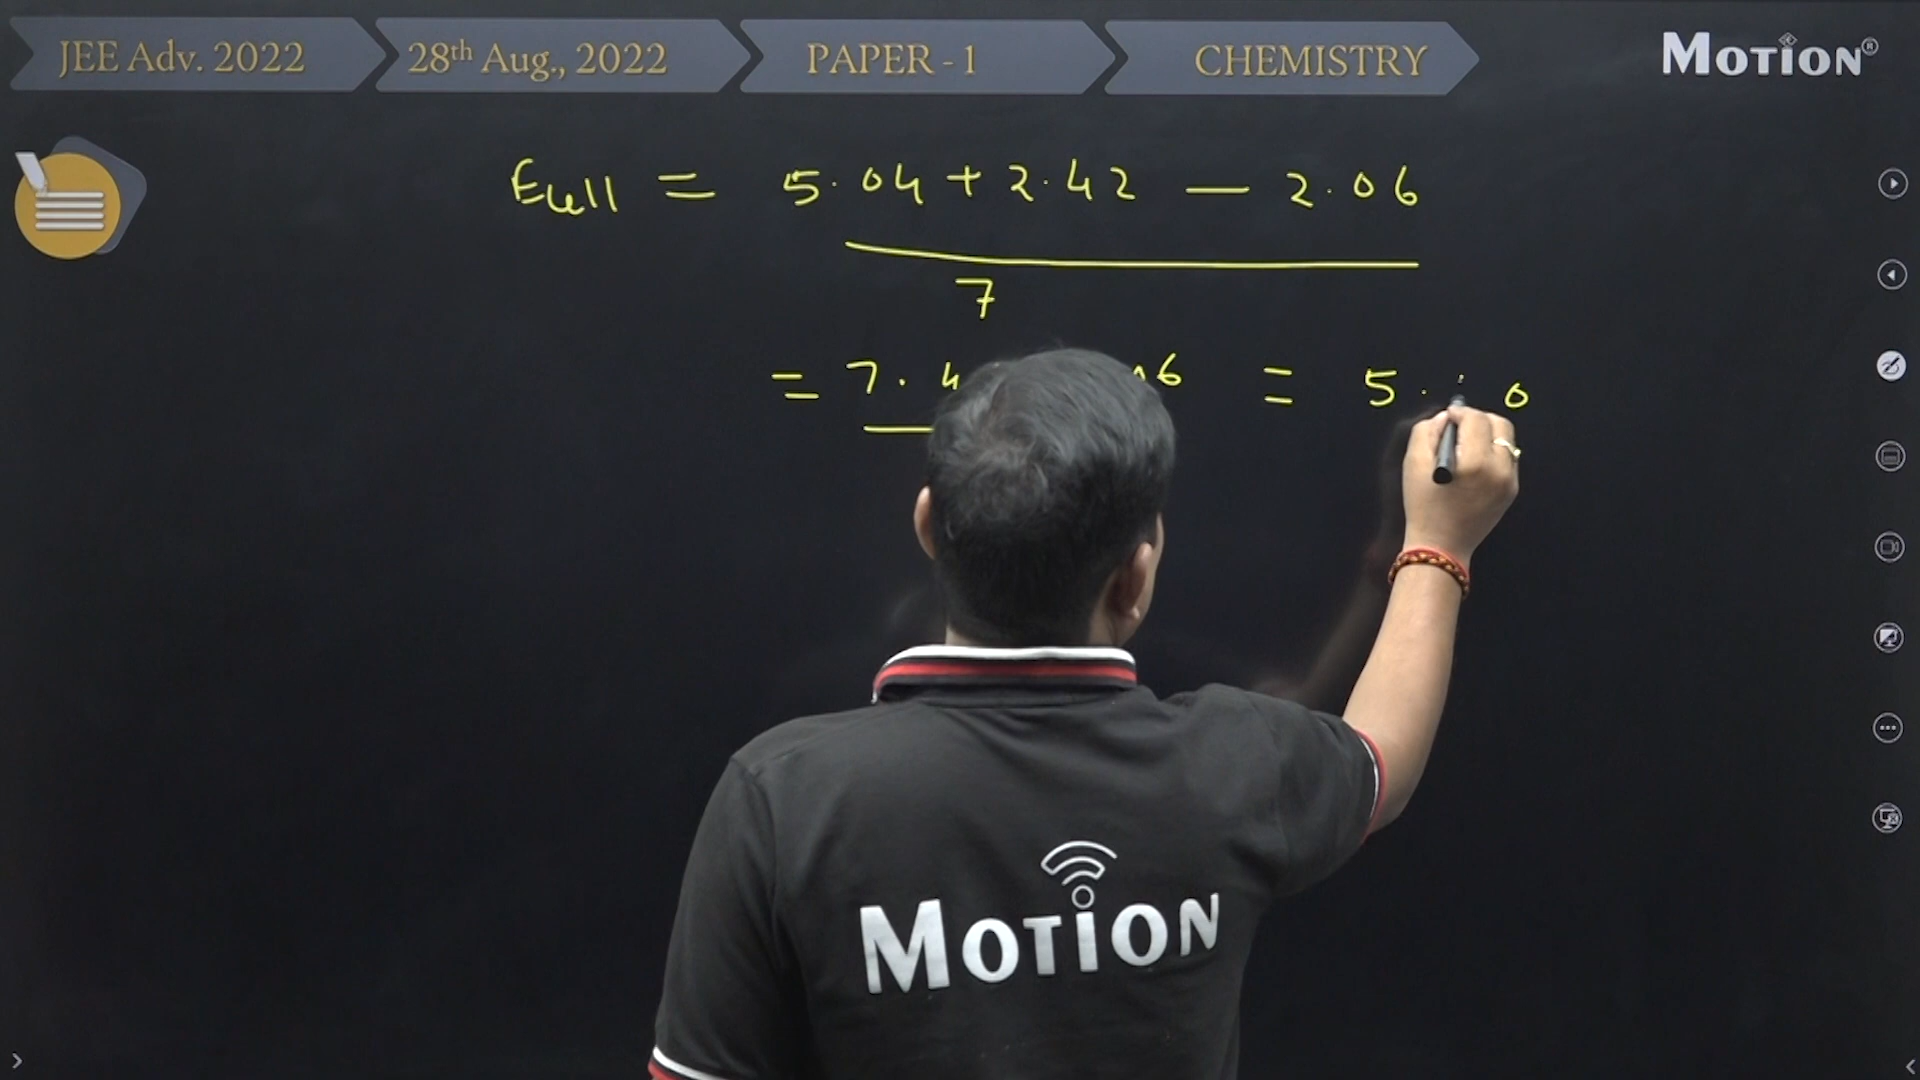 JEE Adv. 2022 28th Aug., 2022 PAPER - 1 CHEMISTRY MOTION®
Ecell = 5.04 + 2.42 — 2.06
7
= 7.4 6 = 5. 0
MOTION